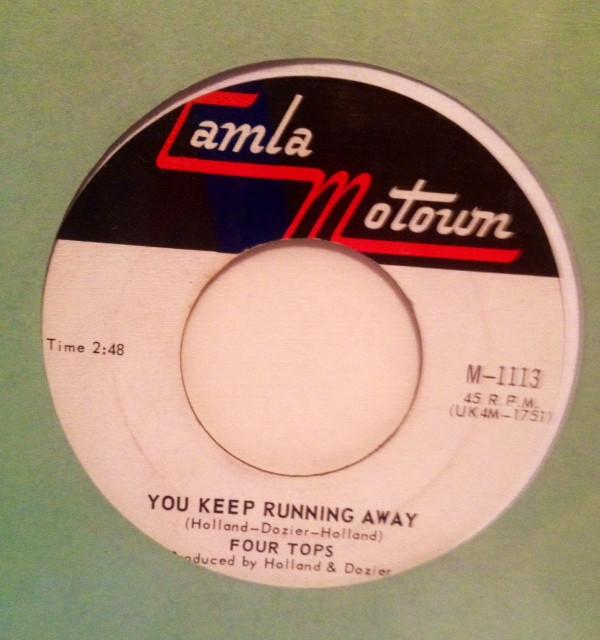 Tamla
Motown
Time 2:48
M-1113
45 R.P.M.
(UK4M-1751)
YOU KEEP RUNNING AWAY
(Holland-Dozier-Holland)
FOUR TOPS
Produced by Holland & Dozier